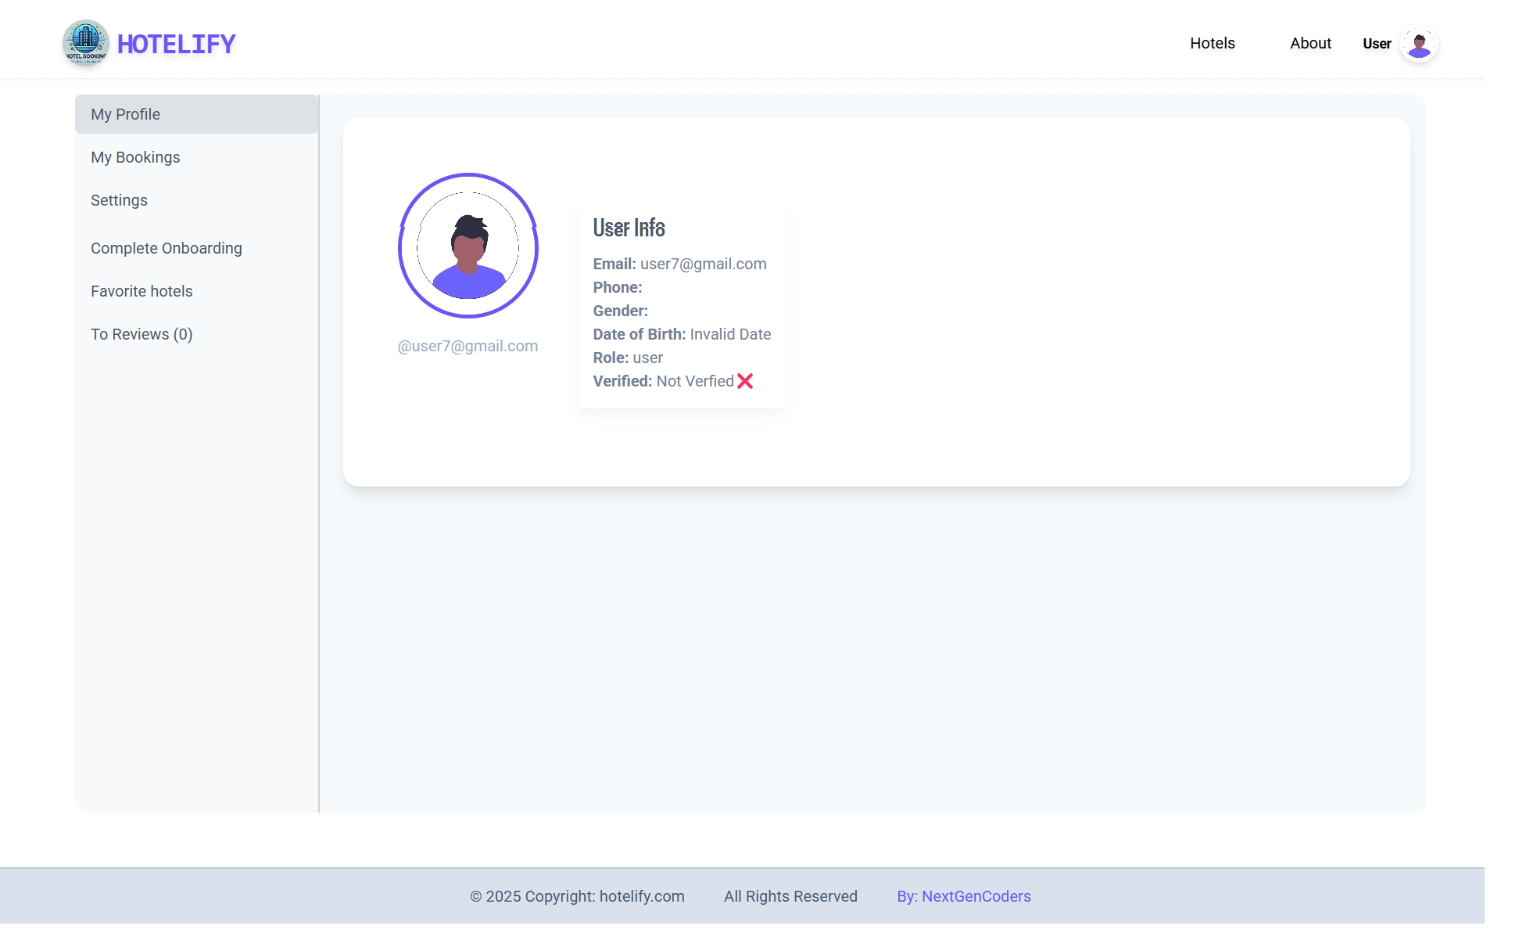 HOTEL BOOKING
HOTELIFY
Hotels
About
User
My Profile
My Bookings
Settings
Complete Onboarding
Favorite hotels
To Reviews (0)
@user7@gmail.com
User Info
Email: user7@gmail.com
Phone:
Gender:
Date of Birth: Invalid Date
Role: user
Verified: Not Verfied❌
© 2025 Copyright: hotelify.com
All Rights Reserved
By: NextGenCoders